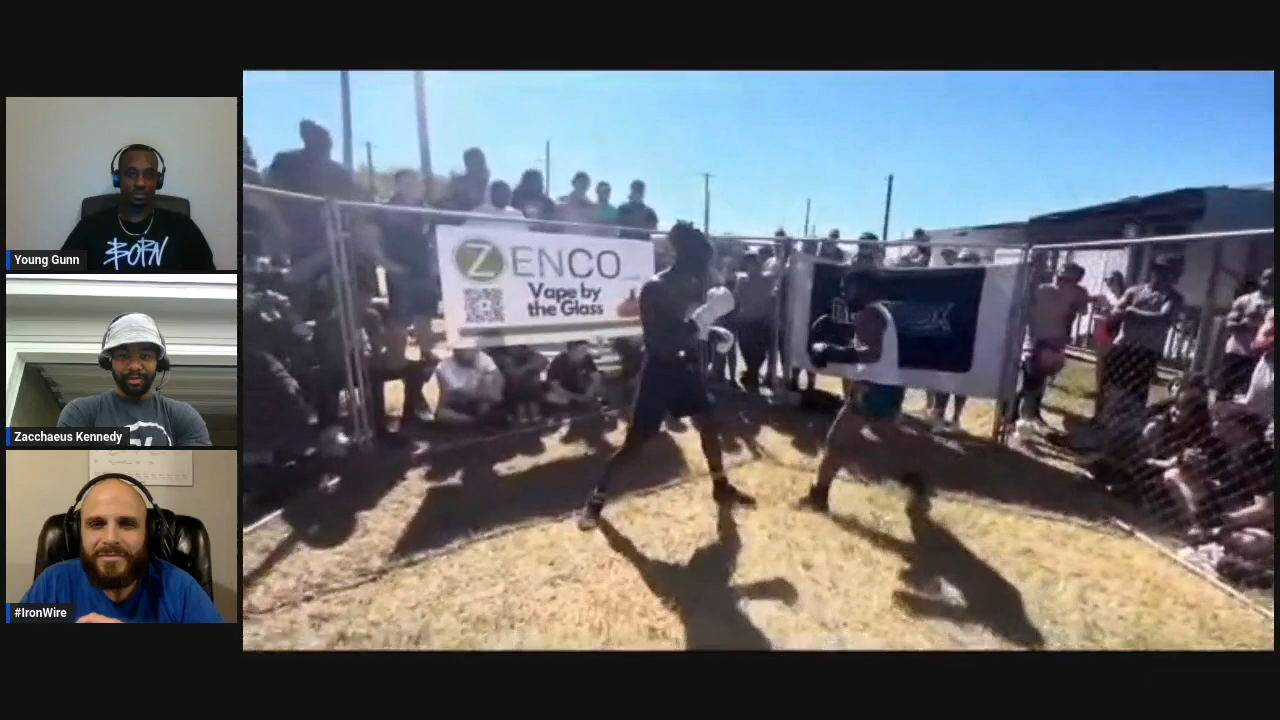 BORN
Young Gunn
Zacchaeus Kennedy
#IronWire
ZENCO
Vape by
the Glass